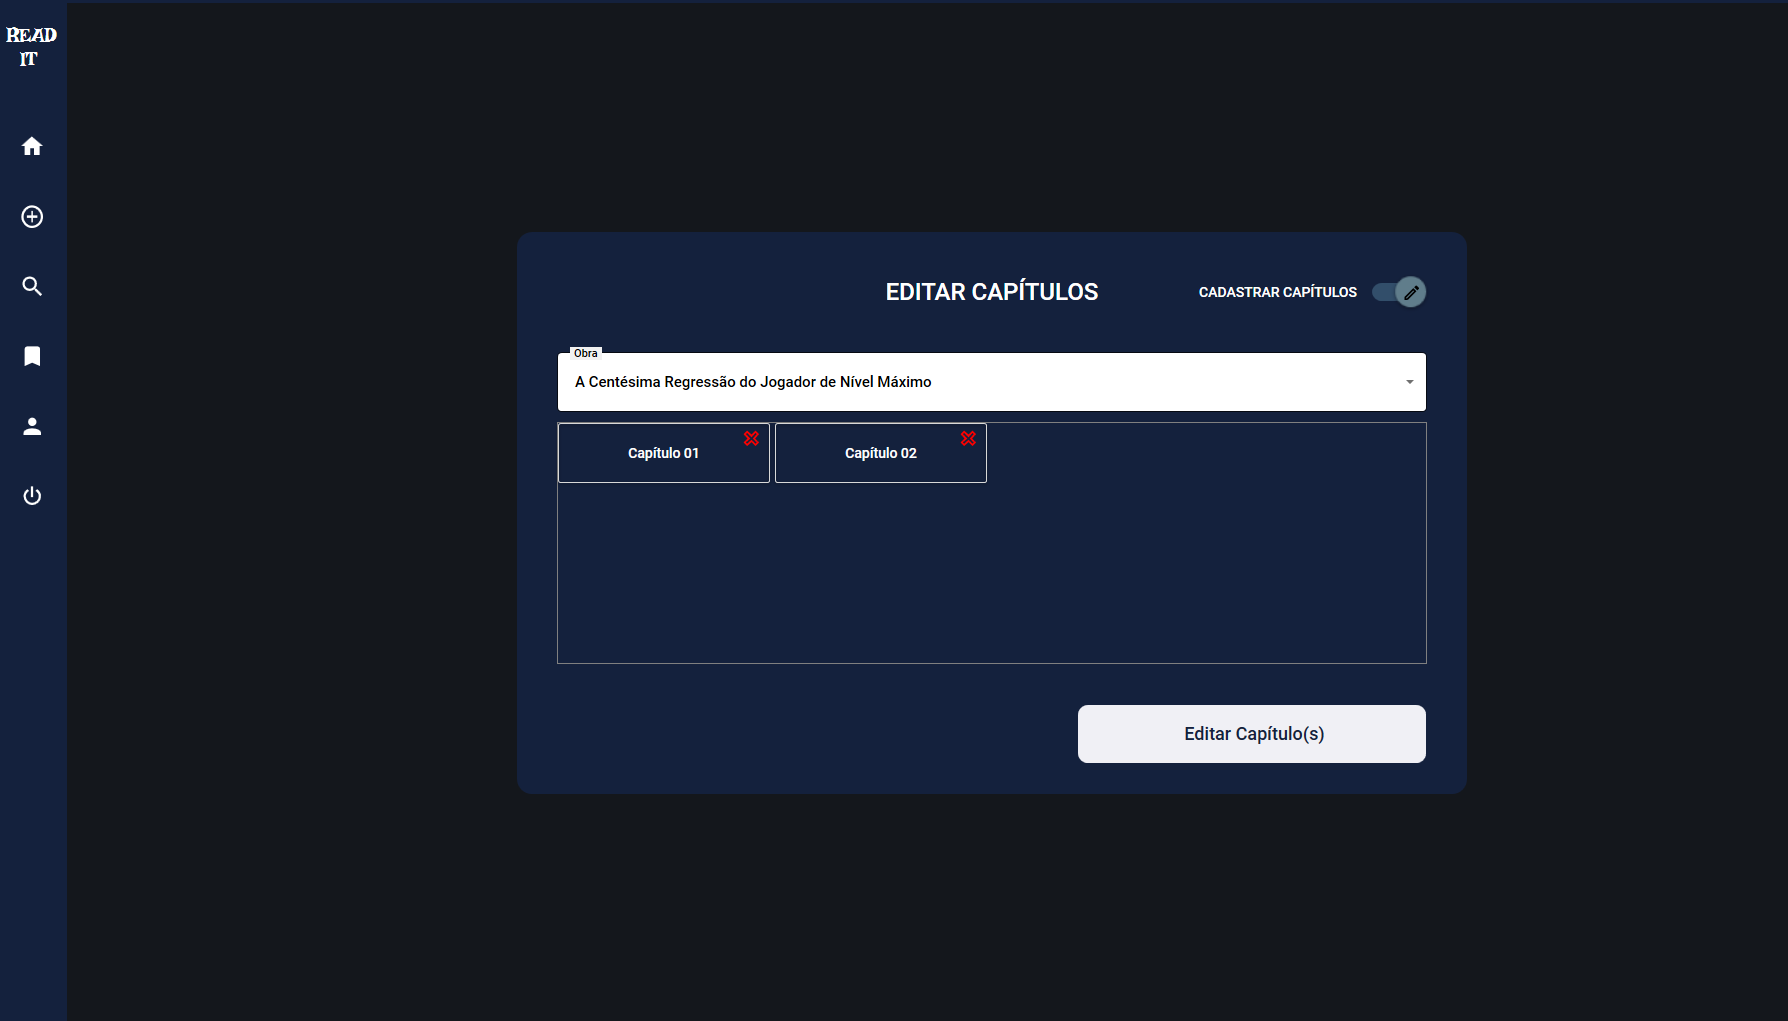 READ
IT
EDITAR CAPÍTULOS
CADASTRAR CAPÍTULOS
Obra
A Centésima Regressão do Jogador de Nível Máximo
Capítulo 01
Capítulo 02
Editar Capítulo(s)